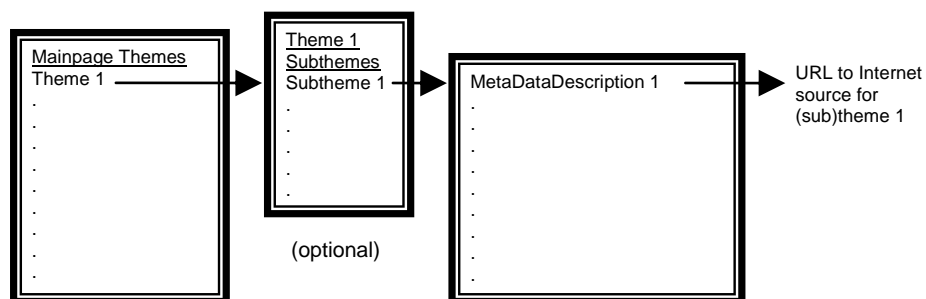 Mainpage Themes
Theme 1
.
.
.
.
.
.
.
.
.
Theme 1
Subthemes
Subtheme 1
.
.
.
.
.
(optional)
MetaDataDescription 1
.
.
.
.
.
.
.
.
.
URL to Internet
source for
(sub)theme 1